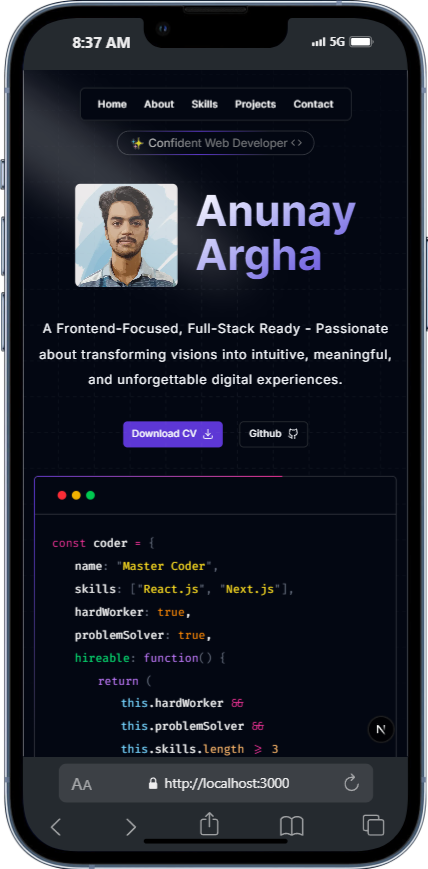 8:37 AM 5G
Home About Skills Projects Contact
✨ Confident Web Developer <>
Anunay
Argha
A Frontend-Focused, Full-Stack Ready - Passionate
about transforming visions into intuitive, meaningful,
and unforgettable digital experiences.
Download CV Github
const coder = {
name: "Master Coder",
skills: ["React.js", "Next.js"],
hardWorker: true,
problemSolver: true,
hireable: function() {
return (
this.hardWorker &&
this.problemSolver &&
this.skills.length >= 3
N
AA http://localhost:3000